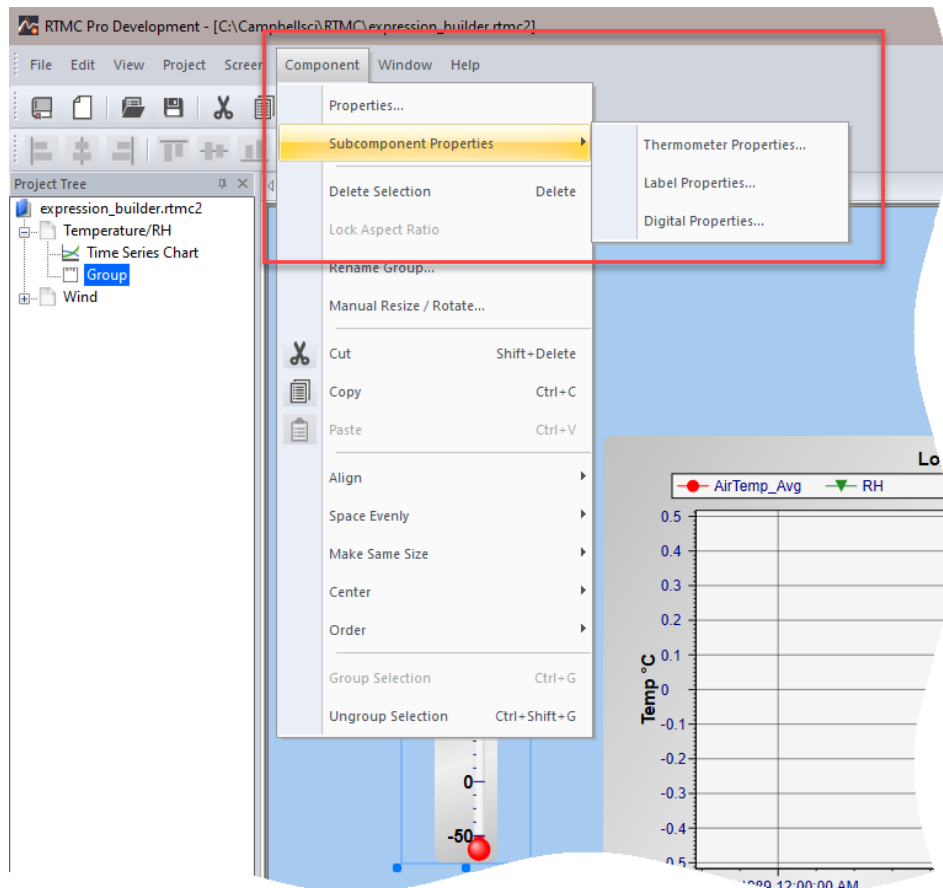 RTMC Pro Development - [C:\Campbellsci\RTMC\expression_builder.rtmc2]
File Edit View Project Screen Component Window Help
Properties...
Subcomponent Properties
Thermometer Properties...
Label Properties...
Digital Properties...
Delete Selection Delete
Lock Aspect Ratio
Rename Group...
Manual Resize / Rotate...
Cut Shift+Delete
Copy Ctrl+C
Paste Ctrl+V
Align
Space Evenly
Make Same Size
Center
Order
Group Selection Ctrl+G
Ungroup Selection Ctrl+Shift+G
Project Tree
expression_builder.rtmc2
Temperature/RH
Time Series Chart
Group
Wind
0
-50
Lo
AirTemp_Avg RH
Temp °C
0.5
0.4
0.3
0.2
0.1
0
-0.1
-0.2
-0.3
-0.4
12:00:00 AM